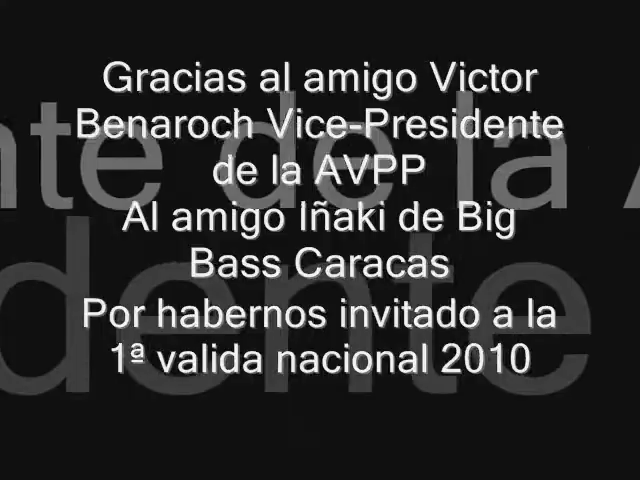 Gracias al amigo Victor
Benaroch Vice-Presidente
de la AVPP
Al amigo Iñaki de Big
Bass Caracas
Por habernos invitado a la
1ª valida nacional 2010